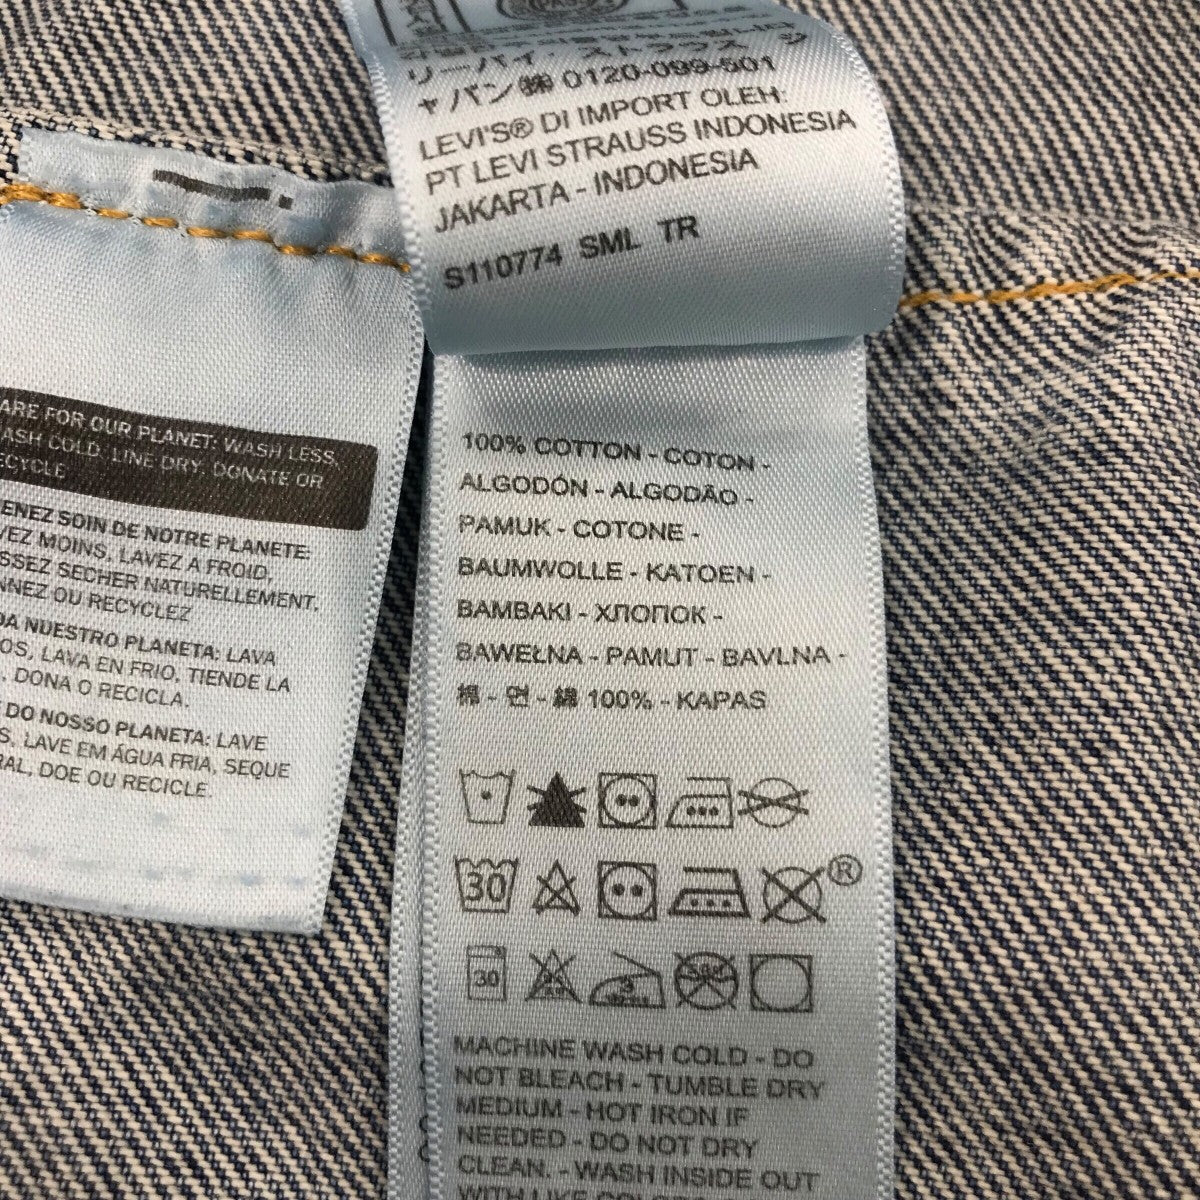 リーバイ・ストラウス ジ
ャパン㈱ 0120-099-501
LEVI'S® DI IMPORT OLEH:
PT LEVI STRAUSS INDONESIA
JAKARTA - INDONESIA
S110774 SML TR
ARE FOR OUR PLANET: WASH LESS,
ASH COLD, LINE DRY, DONATE OR
ECYCLE
ENEZ SOIN DE NOTRE PLANETE:
VEZ MOINS, LAVEZ A FROID,
SSEZ SECHER NATURELLEMENT,
NNEZ OU RECYCLEZ
DA NUESTRO PLANETA: LAVA
OS, LAVA EN FRIO, TIENDE LA
, DONA O RECICLA.
DO NOSSO PLANETA: LAVE
S, LAVE EM ÁGUA FRIA, SEQUE
RAL, DOE OU RECICLE.
100% COTTON - COTON -
ALGODÓN - ALGODÃO -
PAMUK - COTONE -
BAUMWOLLE - KATOEN -
BAMBAKI - ХЛОПОК -
BAWEŁNA - PAMUT - BAVLNA -
棉 - 면 - 綿 100% - KAPAS
30 ®
30
MACHINE WASH COLD - DO
NOT BLEACH - TUMBLE DRY
MEDIUM - HOT IRON IF
NEEDED - DO NOT DRY
CLEAN. - WASH INSIDE OUT
WITH LIKE COLORS